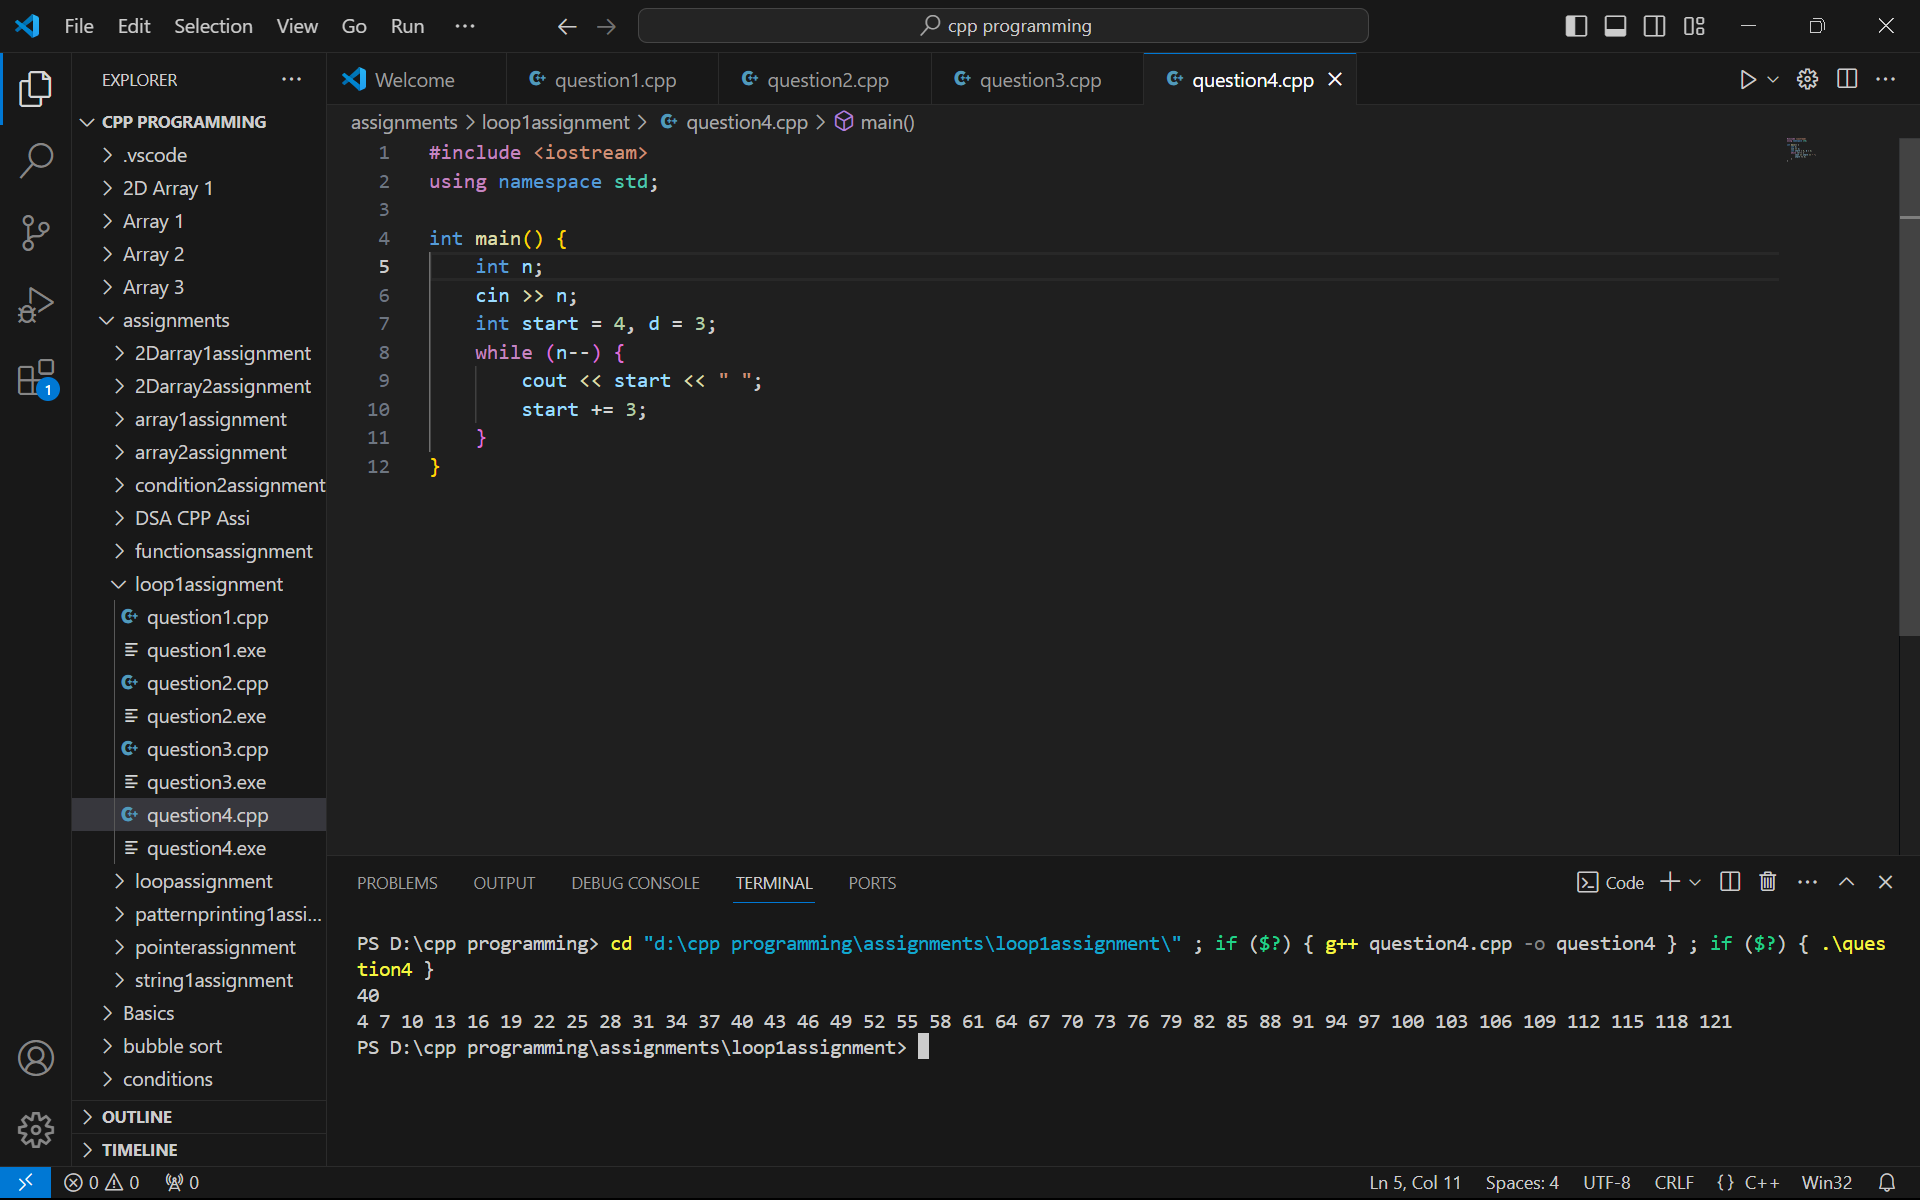 File Edit Selection View Go Run ··· cpp programming
EXPLORER ···
CPP PROGRAMMING
.vscode
2D Array 1
Array 1
Array 2
Array 3
assignments
2Darray1assignment
2Darray2assignment
array1assignment
array2assignment
condition2assignment
DSA CPP Assi
functionsassignment
loop1assignment
question1.cpp
question1.exe
question2.cpp
question2.exe
question3.cpp
question3.exe
question4.cpp
question4.exe
loopassignment
patternprinting1assi...
pointerassignment
string1assignment
Basics
bubble sort
conditions
OUTLINE
TIMELINE
1
Welcome question1.cpp question2.cpp question3.cpp question4.cpp
assignments > loop1assignment > question4.cpp > main()
1 #include <iostream>
2 using namespace std;
3
4 int main() {
5 int n;
6 cin >> n;
7 int start = 4, d = 3;
8 while (n--) {
9 cout << start << " ";
10 start += 3;
11 }
12 }
PROBLEMS OUTPUT DEBUG CONSOLE TERMINAL PORTS Code
PS D:\cpp programming> cd "d:\cpp programming\assignments\loop1assignment\" ; if ($?) { g++ question4.cpp -o question4 } ; if ($?) { .\ques
tion4 }
40
4 7 10 13 16 19 22 25 28 31 34 37 40 43 46 49 52 55 58 61 64 67 70 73 76 79 82 85 88 91 94 97 100 103 106 109 112 115 118 121
PS D:\cpp programming\assignments\loop1assignment>
0 0 0 Ln 5, Col 11 Spaces: 4 UTF-8 CRLF {} C++ Win32